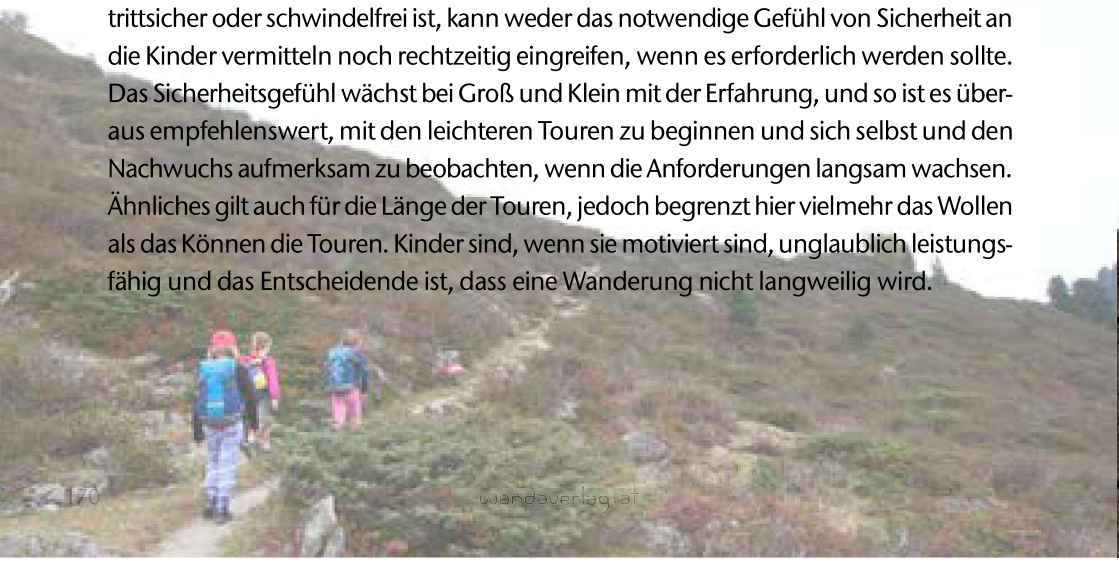 trittsicher oder schwindelfrei ist, kann weder das notwendige Gefühl von Sicherheit an
die Kinder vermitteln noch rechtzeitig eingreifen, wenn es erforderlich werden sollte.
Das Sicherheitsgefühl wächst bei Groß und Klein mit der Erfahrung, und so ist es über-
aus empfehlenswert, mit den leichteren Touren zu beginnen und sich selbst und den
Nachwuchs aufmerksam zu beobachten, wenn die Anforderungen langsam wachsen.
Ähnliches gilt auch für die Länge der Touren, jedoch begrenzt hier vielmehr das Wollen
als das Können die Touren. Kinder sind, wenn sie motiviert sind, unglaublich leistungs-
fähig und das Entscheidende ist, dass eine Wanderung nicht langweilig wird.
170
wandaverlag.at